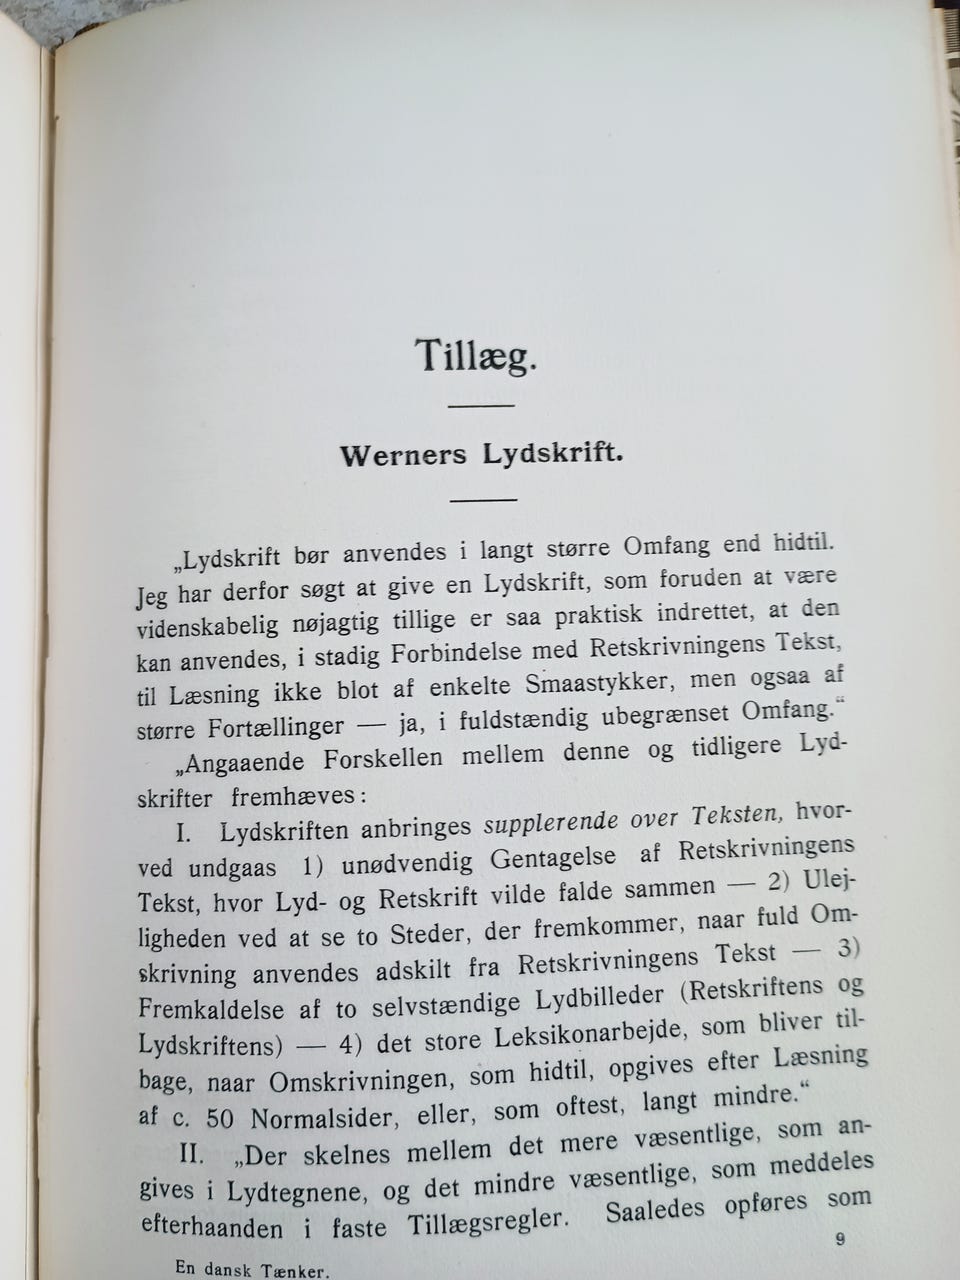 Tillæg.
Werners Lydskrift.
„Lydskrift bør anvendes i langt større Omfang end hidtil.
Jeg har derfor søgt at give en Lydskrift, som foruden at være
videnskabelig nøjagtig tillige er saa praktisk indrettet, at den
kan anvendes, i stadig Forbindelse med Retskrivningens Tekst,
til Læsning ikke blot af enkelte Smaastykker, men ogsaa af
større Fortællinger — ja, i fuldstændig ubegrænset Omfang.“
„Angaaende Forskellen mellem denne og tidligere Lyd-
skrifter fremhæves:
I. Lydskriften anbringes supplerende over Teksten, hvor-
ved undgaas 1) unødvendig Gentagelse af Retskrivningens
Tekst, hvor Lyd- og Retskrift vilde falde sammen — 2) Ulej-
ligheden ved at se to Steder, der fremkommer, naar fuld Om-
skrivning anvendes adskilt fra Retskrivningens Tekst — 3)
Fremkaldelse af to selvstændige Lydbilleder (Retskriftens og
Lydskriftens) — 4) det store Leksikonarbejde, som bliver til-
bage, naar Omskrivningen, som hidtil, opgives efter Læsning
af c. 50 Normalsider, eller, som oftest, langt mindre.“
II. „Der skelnes mellem det mere væsentlige, som an-
gives i Lydtegnene, og det mindre væsentlige, som meddeles
efterhaanden i faste Tillægsregler. Saaledes opføres som
9
En dansk Tænker.